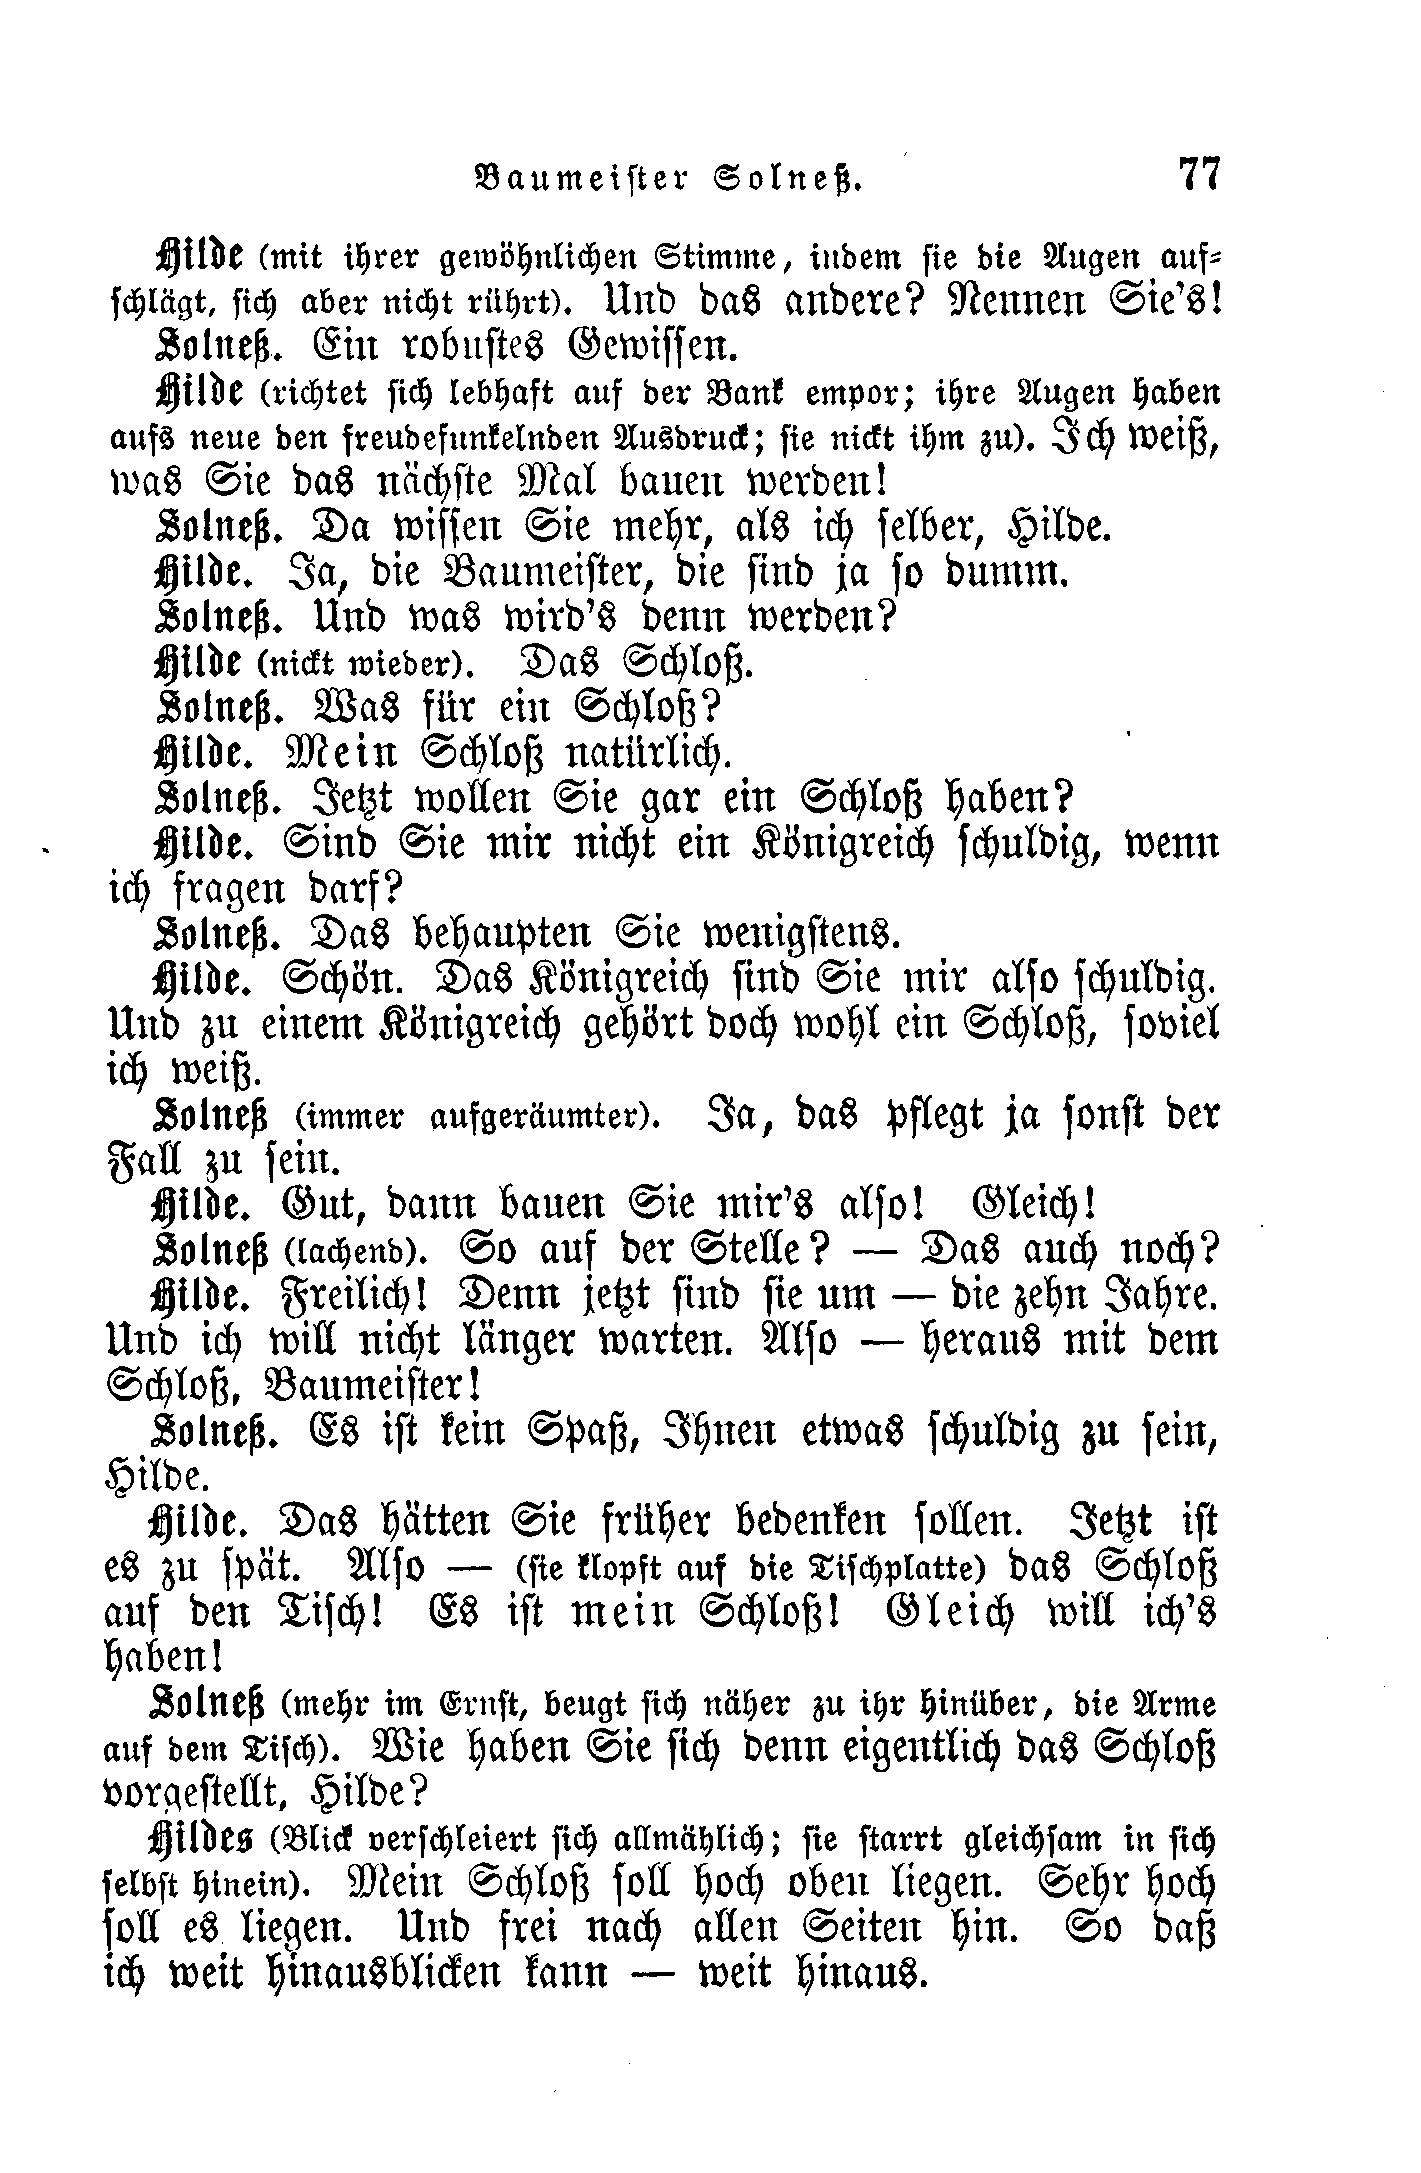 Baumeister Solneß. 77
Hilde (mit ihrer gewöhnlichen Stimme, indem sie die Augen auf-
schlägt, sich aber nicht rührt). Und das andere? Nennen Sie's!
Solneß. Ein robustes Gewissen.
Hilde (richtet sich lebhaft auf der Bank empor; ihre Augen haben
aufs neue den freudefunkelnden Ausdruck; sie nickt ihm zu). Ich weiß,
was Sie das nächste Mal bauen werden!
Solneß. Da wissen Sie mehr, als ich selber, Hilde.
Hilde. Ja, die Baumeister, die sind ja so dumm.
Solneß. Und was wird's denn werden?
Hilde (nickt wieder). Das Schloß.
Solneß. Was für ein Schloß?
Hilde. Mein Schloß natürlich.
Solneß. Jetzt wollen Sie gar ein Schloß haben?
Hilde. Sind Sie mir nicht ein Königreich schuldig, wenn
ich fragen darf?
Solneß. Das behaupten Sie wenigstens.
Hilde. Schön. Das Königreich sind Sie mir also schuldig.
Und zu einem Königreich gehört doch wohl ein Schloß, soviel
ich weiß.
Solneß (immer aufgeräumter). Ja, das pflegt ja sonst der
Fall zu sein.
Hilde. Gut, dann bauen Sie mir's also! Gleich!
Solneß (lachend). So auf der Stelle? — Das auch noch?
Hilde. Freilich! Denn jetzt sind sie um — die zehn Jahre.
Und ich will nicht länger warten. Also — heraus mit dem
Schloß, Baumeister!
Solneß. Es ist kein Spaß, Ihnen etwas schuldig zu sein,
Hilde.
Hilde. Das hätten Sie früher bedenken sollen. Jetzt ist
es zu spät. Also — (sie klopft auf die Tischplatte) das Schloß
auf den Tisch! Es ist mein Schloß! Gleich will ich's
haben!
Solneß (mehr im Ernst, beugt sich näher zu ihr hinüber, die Arme
auf dem Tisch). Wie haben Sie sich denn eigentlich das Schloß
vorgestellt, Hilde?
Hildes (Blick verschleiert sich allmählich; sie starrt gleichsam in sich
selbst hinein). Mein Schloß soll hoch oben liegen. Sehr hoch
soll es liegen. Und frei nach allen Seiten hin. So daß
ich weit hinausblicken kann — weit hinaus.